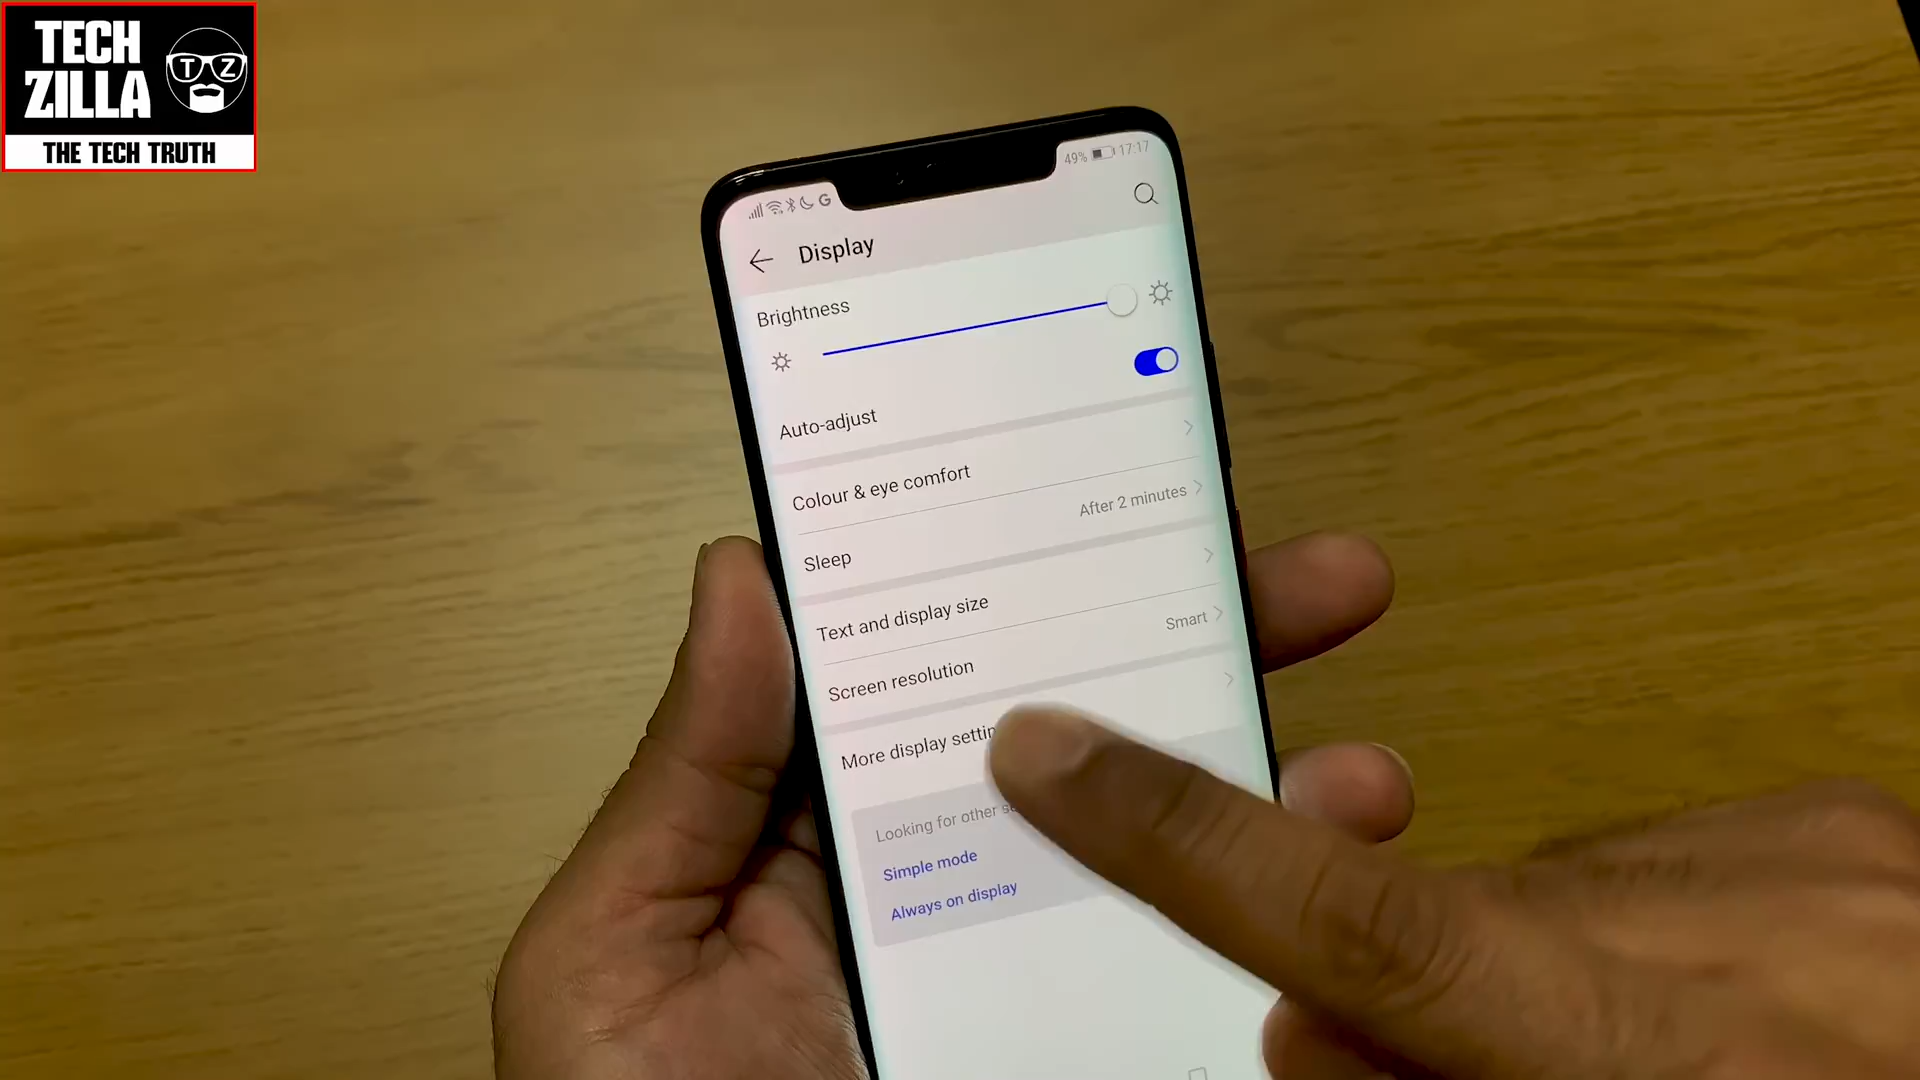 TECH
ZILLA
T Z
THE TECH TRUTH
G
49% 17:17
Display
Brightness
Auto-adjust
Colour & eye comfort
Sleep
After 2 minutes
Text and display size
Screen resolution
Smart
More display settin
Looking for other se
Simple mode
Always on display